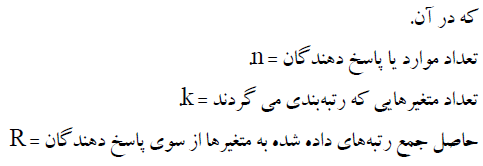 که در آن.
تعداد موارد یا پاسخ دهندگان = n.
تعداد متغیرهایی که رتبه‌بندی می گردند = k.
حاصل جمع رتبه‌های داده شده به متغیرها از سوی پاسخ دهندگان = R